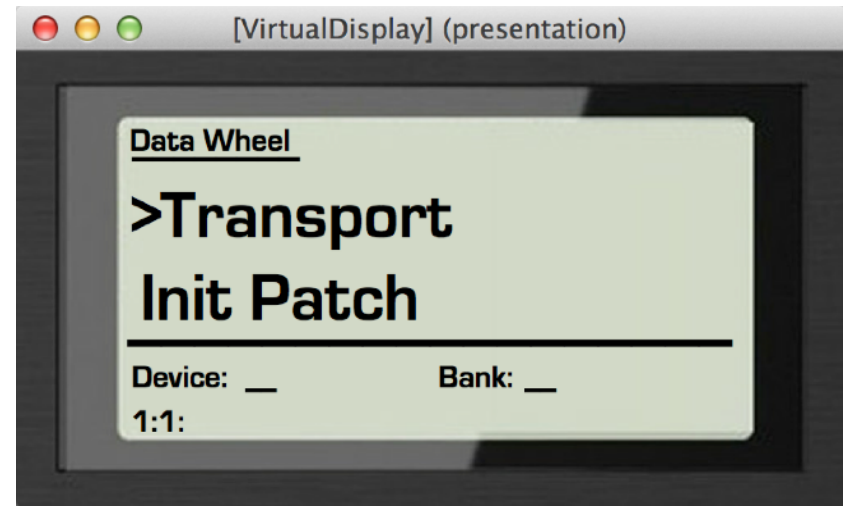 [VirtualDisplay] (presentation)
Data Wheel
>Transport
Init Patch
Device: __ Bank: __
1:1: